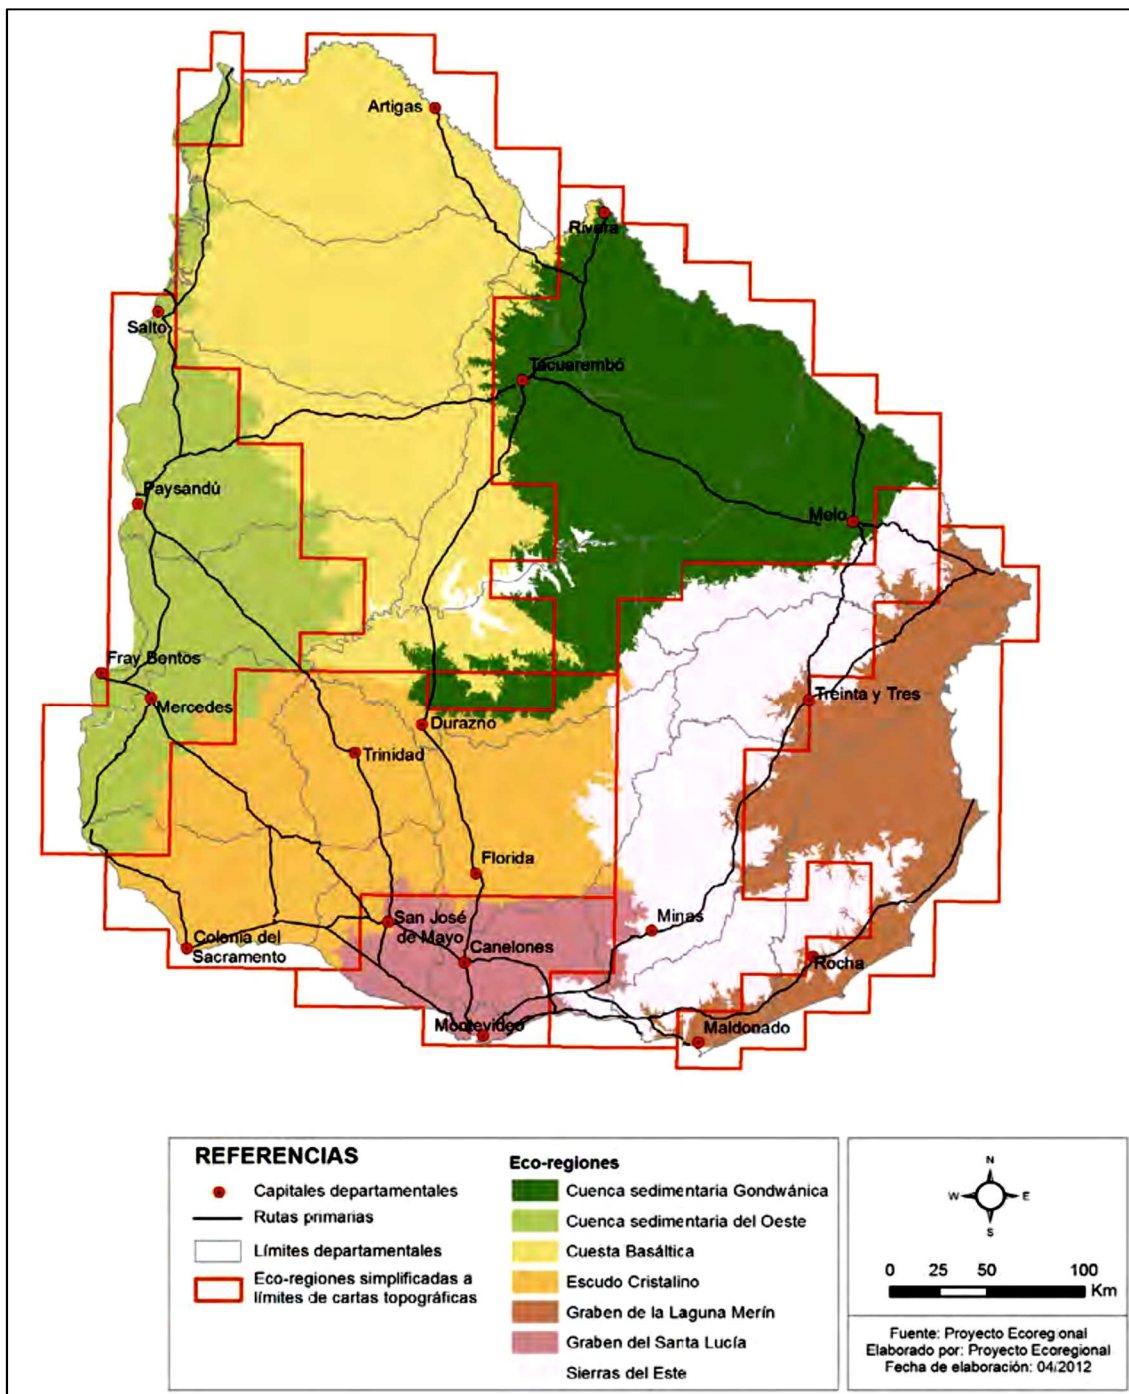 Artigas
Rivera
Salto
Tacuarembó
Paysandú
Melo
Fray Bentos
Mercedes
Treinta y Tres
Durazno
Trinidad
Florida
San José
de Mayo
Minas
Colonia del
Sacramento
Canelones
Rocha
Montevideo
Maldonado
REFERENCIAS
Capitales departamentales
Rutas primarias
Límites departamentales
Eco-regiones simplificadas a
límites de cartas topográficas
Eco-regiones
Cuenca sedimentaria Gondwánica
Cuenca sedimentaria del Oeste
Cuesta Basáltica
Escudo Cristalino
Graben de la Laguna Merín
Graben del Santa Lucía
Sierras del Este
N
W E
S
0 25 50 100
Km
Fuente: Proyecto Ecoregional
Elaborado por: Proyecto Ecoregional
Fecha de elaboración: 04/2012